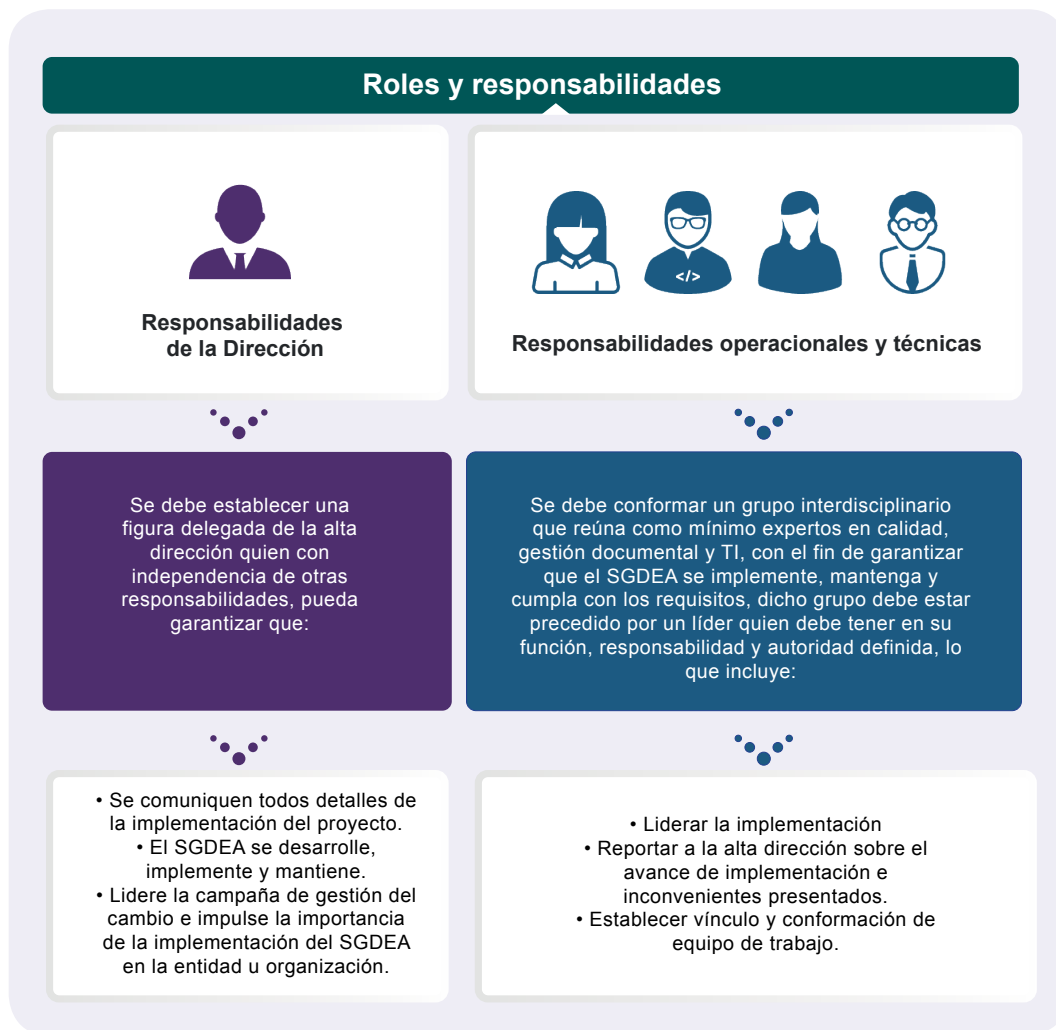 Roles y responsabilidades
Responsabilidades
de la Dirección
Se debe establecer una
figura delegada de la alta
dirección quien con
independencia de otras
responsabilidades, pueda
garantizar que:
• Se comuniquen todos detalles de
la implementación del proyecto.
• El SGDEA se desarrolle,
implemente y mantiene.
• Lidere la campaña de gestión del
cambio e impulse la importancia
de la implementación del SGDEA
en la entidad u organización.
</>
Responsabilidades operacionales y técnicas
Se debe conformar un grupo interdisciplinario
que reúna como mínimo expertos en calidad,
gestión documental y TI, con el fin de garantizar
que el SGDEA se implemente, mantenga y
cumpla con los requisitos, dicho grupo debe estar
precedido por un líder quien debe tener en su
función, responsabilidad y autoridad definida, lo
que incluye:
• Liderar la implementación
• Reportar a la alta dirección sobre el
avance de implementación e
inconvenientes presentados.
• Establecer vínculo y conformación de
equipo de trabajo.